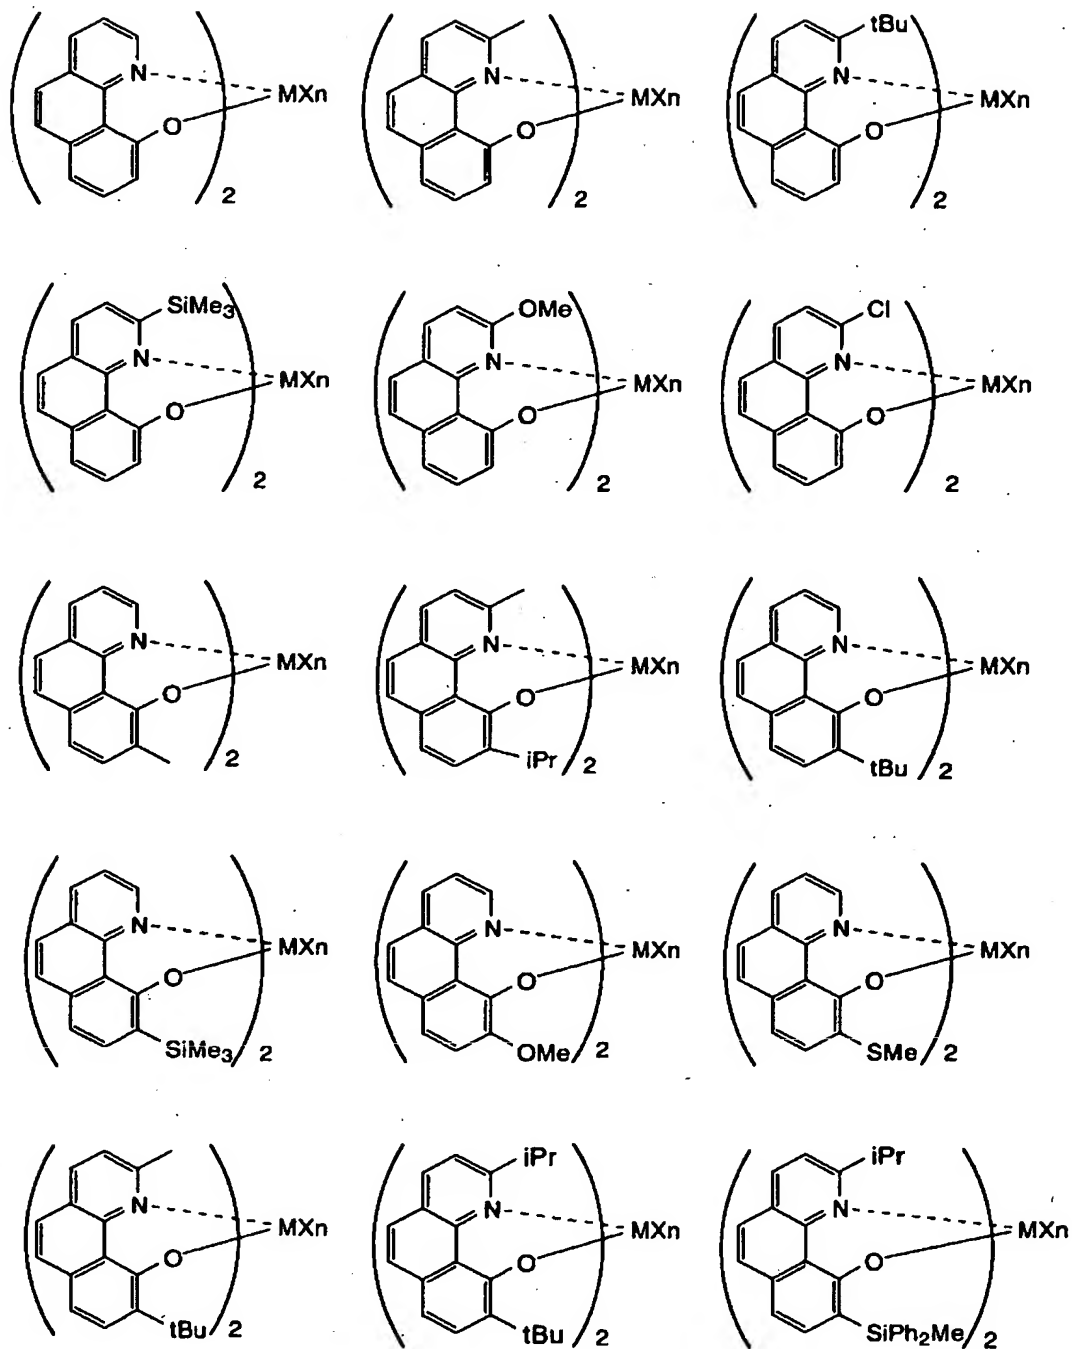 N MXn O 2
N MXn O 2
tBu N MXn O 2
SiMe3 N MXn O 2
OMe N MXn O 2
Cl N MXn O 2
N MXn O 2
N MXn O iPr 2
N MXn O tBu 2
N MXn O SiMe3 2
N MXn O OMe 2
N MXn O SMe 2
N MXn O tBu 2
iPr N MXn O tBu 2
iPr N MXn O SiPh2Me 2